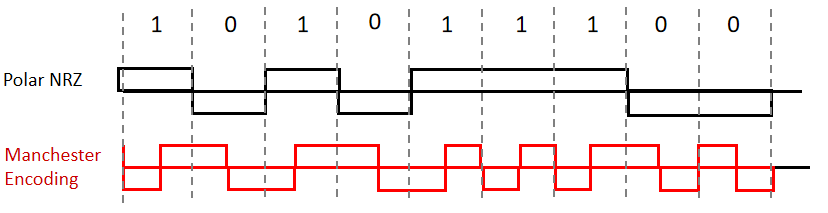 1 0 1 0 1 1 1 0 0
Polar NRZ
Manchester
Encoding